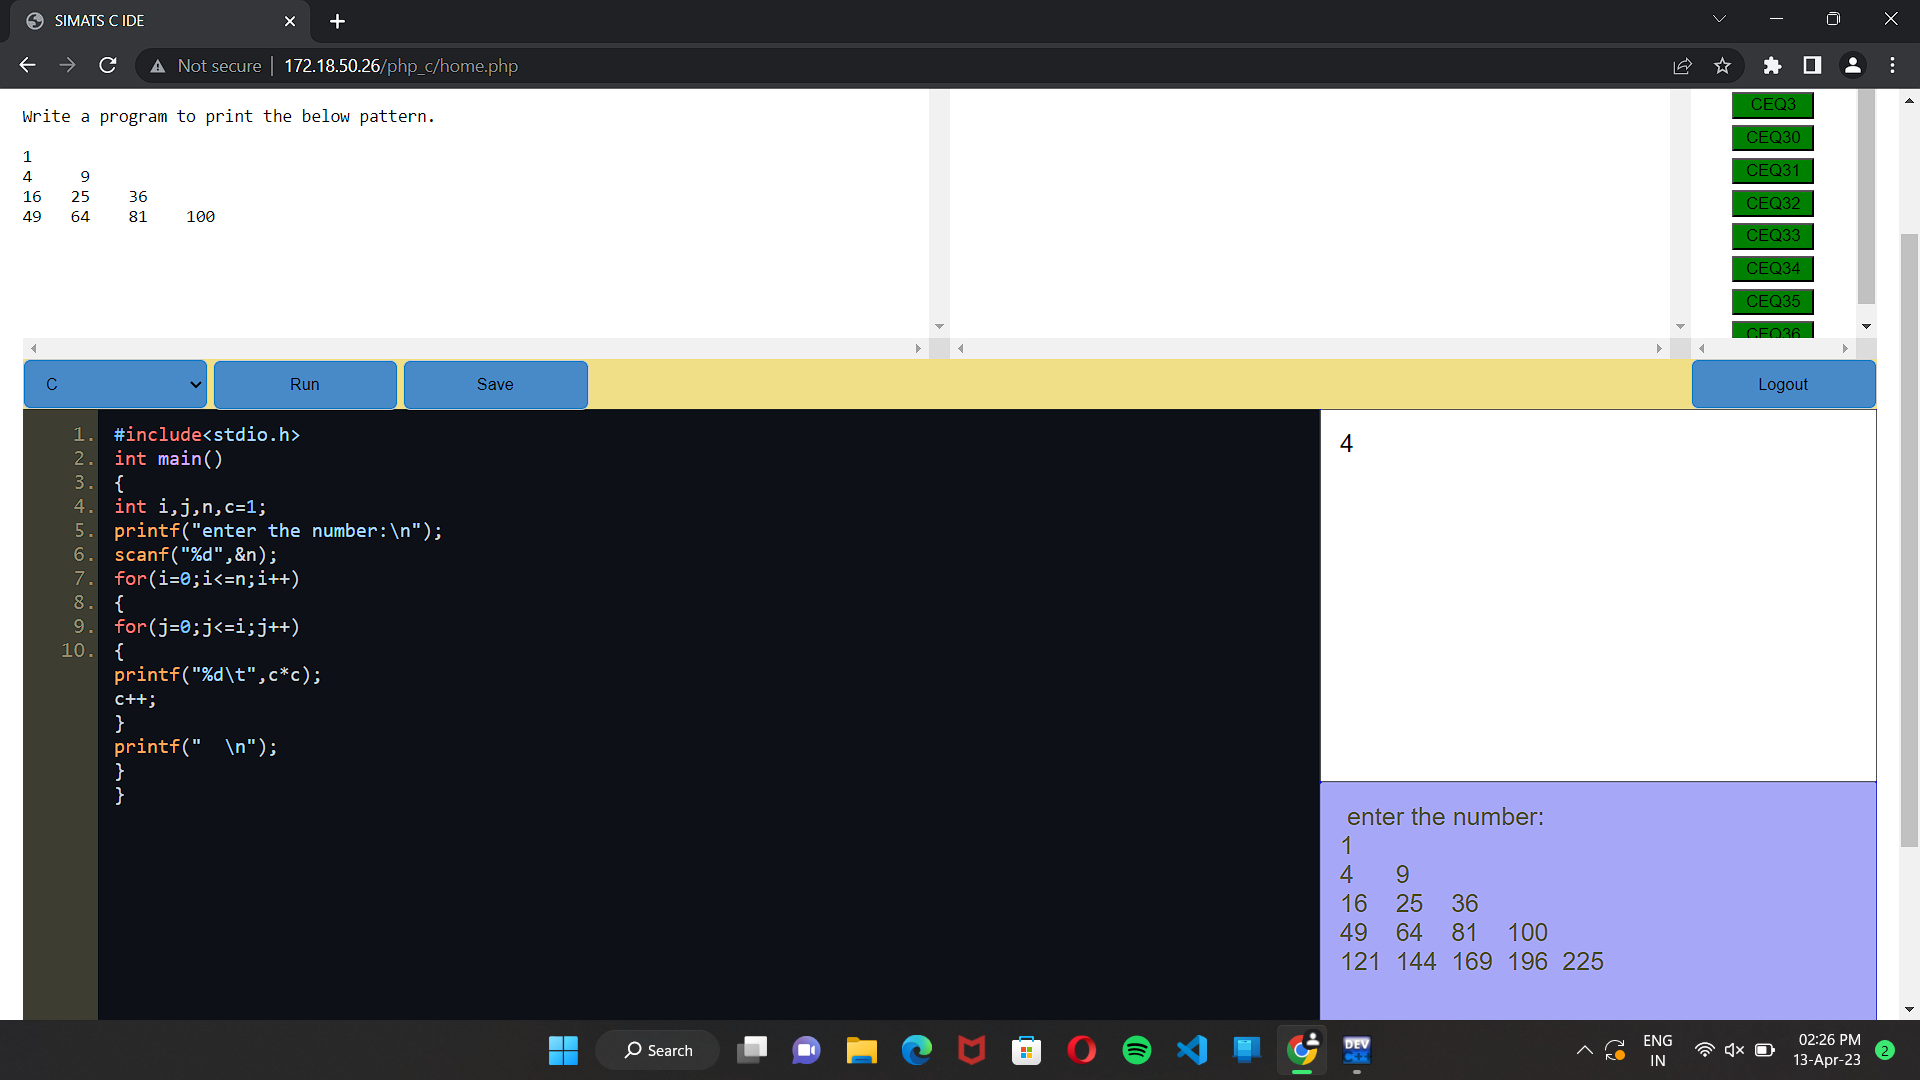 SIMATS C IDE
Not secure
172.18.50.26/php_c/home.php
Write a program to print the below pattern.
1
4 9
16 25 36
49 64 81 100
CEQ3
CEQ30
CEQ31
CEQ32
CEQ33
CEQ34
CEQ35
CEQ36
C
Run
Save
Logout
1. #include<stdio.h>
2. int main()
3. {
4. int i,j,n,c=1;
5. printf("enter the number:\n");
6. scanf("%d",&n);
7. for(i=0;i<=n;i++)
8. {
9. for(j=0;j<=i;j++)
10. {
printf("%d\t",c*c);
c++;
}
printf("  \n");
}
}
4
enter the number:
1
4 9
16 25 36
49 64 81 100
121 144 169 196 225
Search
DEV
C++
ENG
IN
02:26 PM
13-Apr-23
2